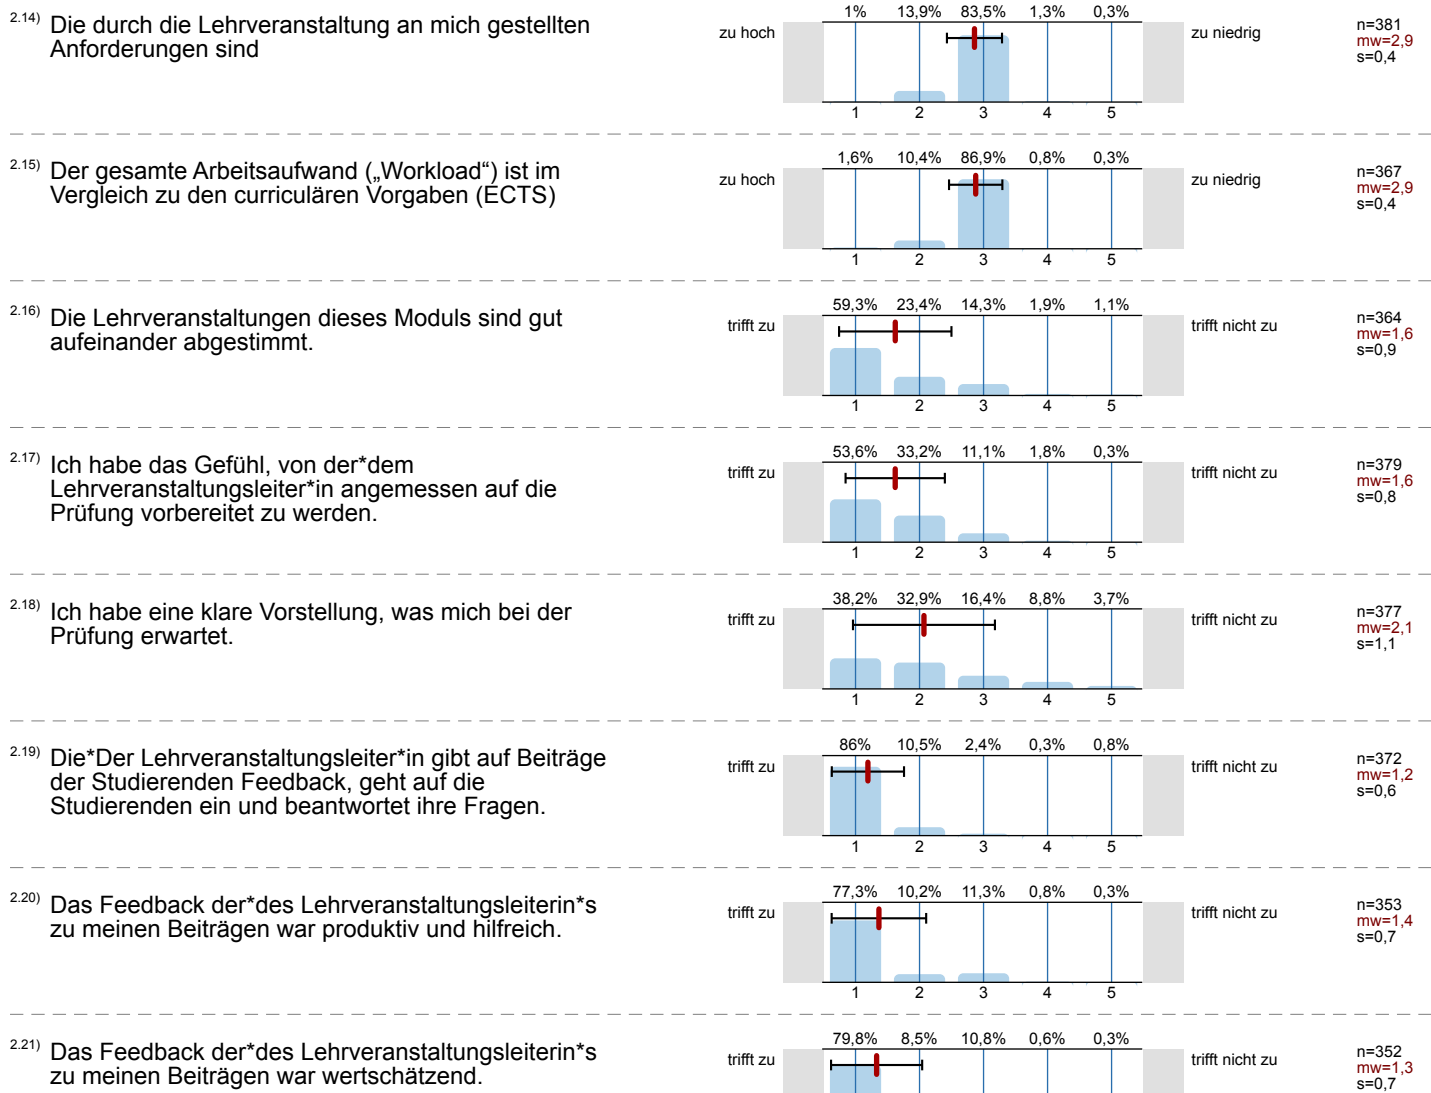 2.14) Die durch die Lehrveranstaltung an mich gestellten
Anforderungen sind
zu hoch
1% 13,9% 83,5% 1,3% 0,3%
1 2 3 4 5
zu niedrig
n=381
mw=2,9
s=0,4
2.15) Der gesamte Arbeitsaufwand („Workload“) ist im
Vergleich zu den curriculären Vorgaben (ECTS)
zu hoch
1,6% 10,4% 86,9% 0,8% 0,3%
1 2 3 4 5
zu niedrig
n=367
mw=2,9
s=0,4
2.16) Die Lehrveranstaltungen dieses Moduls sind gut
aufeinander abgestimmt.
trifft zu
59,3% 23,4% 14,3% 1,9% 1,1%
1 2 3 4 5
trifft nicht zu
n=364
mw=1,6
s=0,9
2.17) Ich habe das Gefühl, von der*dem
Lehrveranstaltungsleiter*in angemessen auf die
Prüfung vorbereitet zu werden.
trifft zu
53,6% 33,2% 11,1% 1,8% 0,3%
1 2 3 4 5
trifft nicht zu
n=379
mw=1,6
s=0,8
2.18) Ich habe eine klare Vorstellung, was mich bei der
Prüfung erwartet.
trifft zu
38,2% 32,9% 16,4% 8,8% 3,7%
1 2 3 4 5
trifft nicht zu
n=377
mw=2,1
s=1,1
2.19) Die*Der Lehrveranstaltungsleiter*in gibt auf Beiträge
der Studierenden Feedback, geht auf die
Studierenden ein und beantwortet ihre Fragen.
trifft zu
86% 10,5% 2,4% 0,3% 0,8%
1 2 3 4 5
trifft nicht zu
n=372
mw=1,2
s=0,6
2.20) Das Feedback der*des Lehrveranstaltungsleiterin*s
zu meinen Beiträgen war produktiv und hilfreich.
trifft zu
77,3% 10,2% 11,3% 0,8% 0,3%
1 2 3 4 5
trifft nicht zu
n=353
mw=1,4
s=0,7
2.21) Das Feedback der*des Lehrveranstaltungsleiterin*s
zu meinen Beiträgen war wertschätzend.
trifft zu
79,8% 8,5% 10,8% 0,6% 0,3%
trifft nicht zu
n=352
mw=1,3
s=0,7